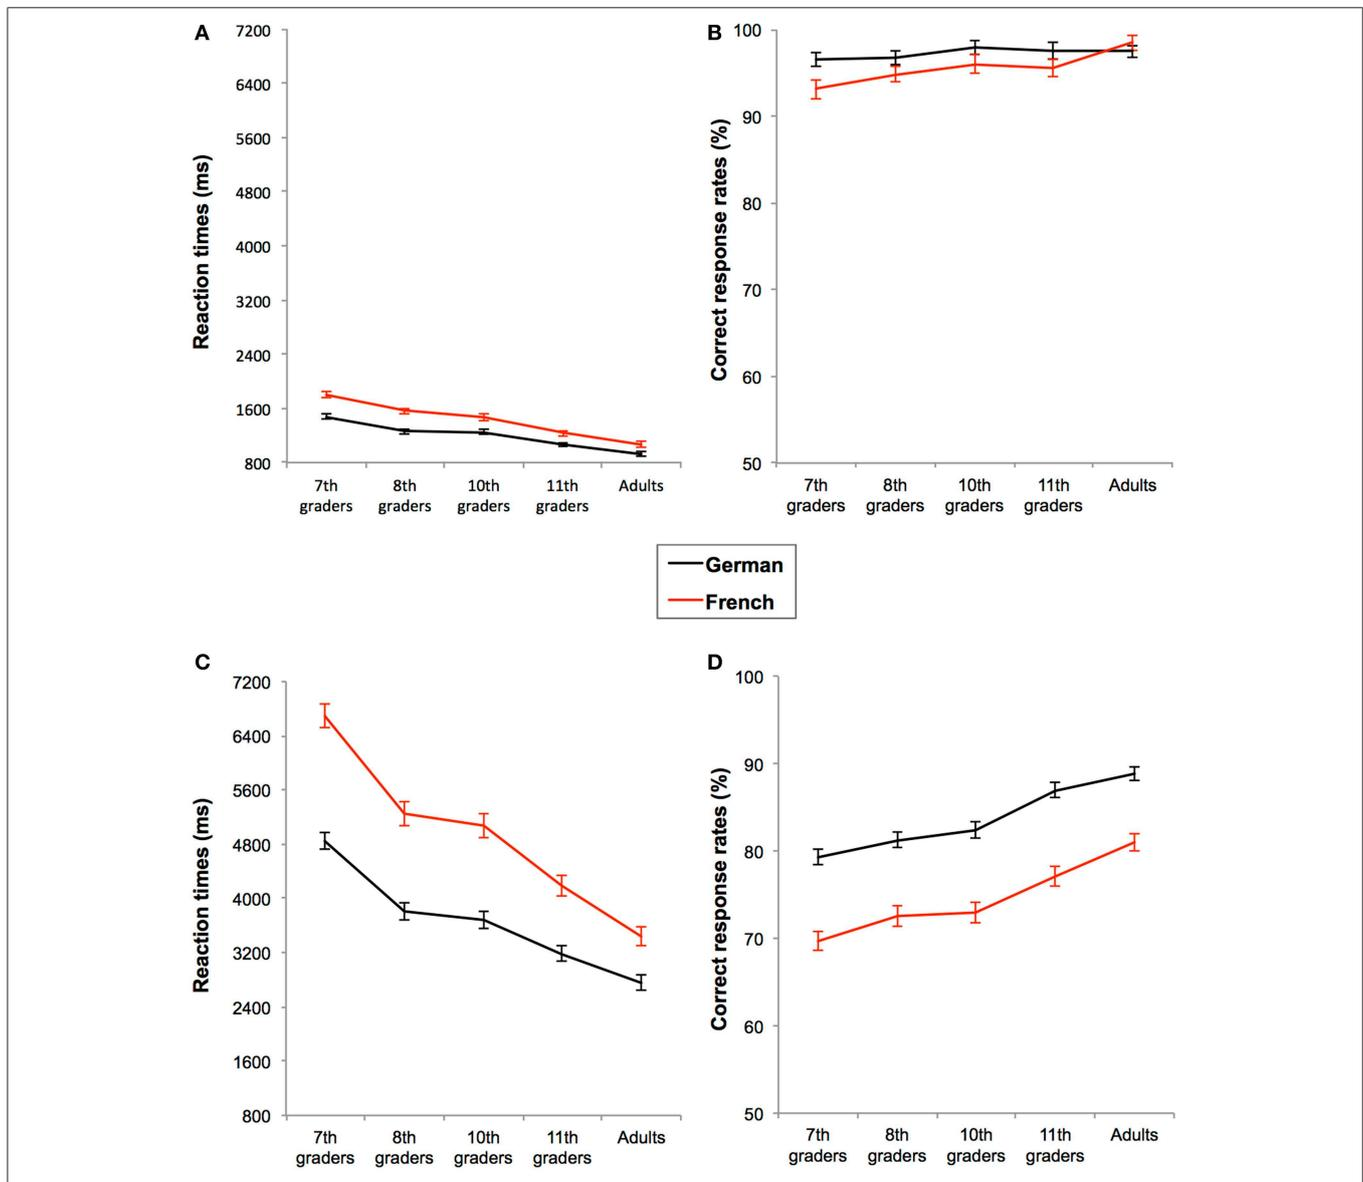 A
Reaction times (ms)
7200
6400
5600
4800
4000
3200
2400
1600
800
7th graders
8th graders
10th graders
11th graders
Adults
B
Correct response rates (%)
100
90
80
70
60
50
7th graders
8th graders
10th graders
11th graders
Adults
German
French
C
Reaction times (ms)
7200
6400
5600
4800
4000
3200
2400
1600
800
7th graders
8th graders
10th graders
11th graders
Adults
D
Correct response rates (%)
100
90
80
70
60
50
7th graders
8th graders
10th graders
11th graders
Adults